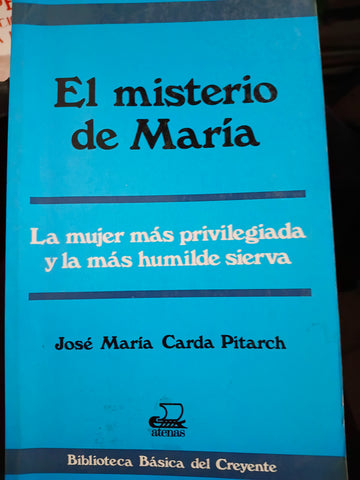 El misterio
de María
La mujer más privilegiada
y la más humilde sierva
José María Carda Pitarch
atenas
Biblioteca Básica del Creyente